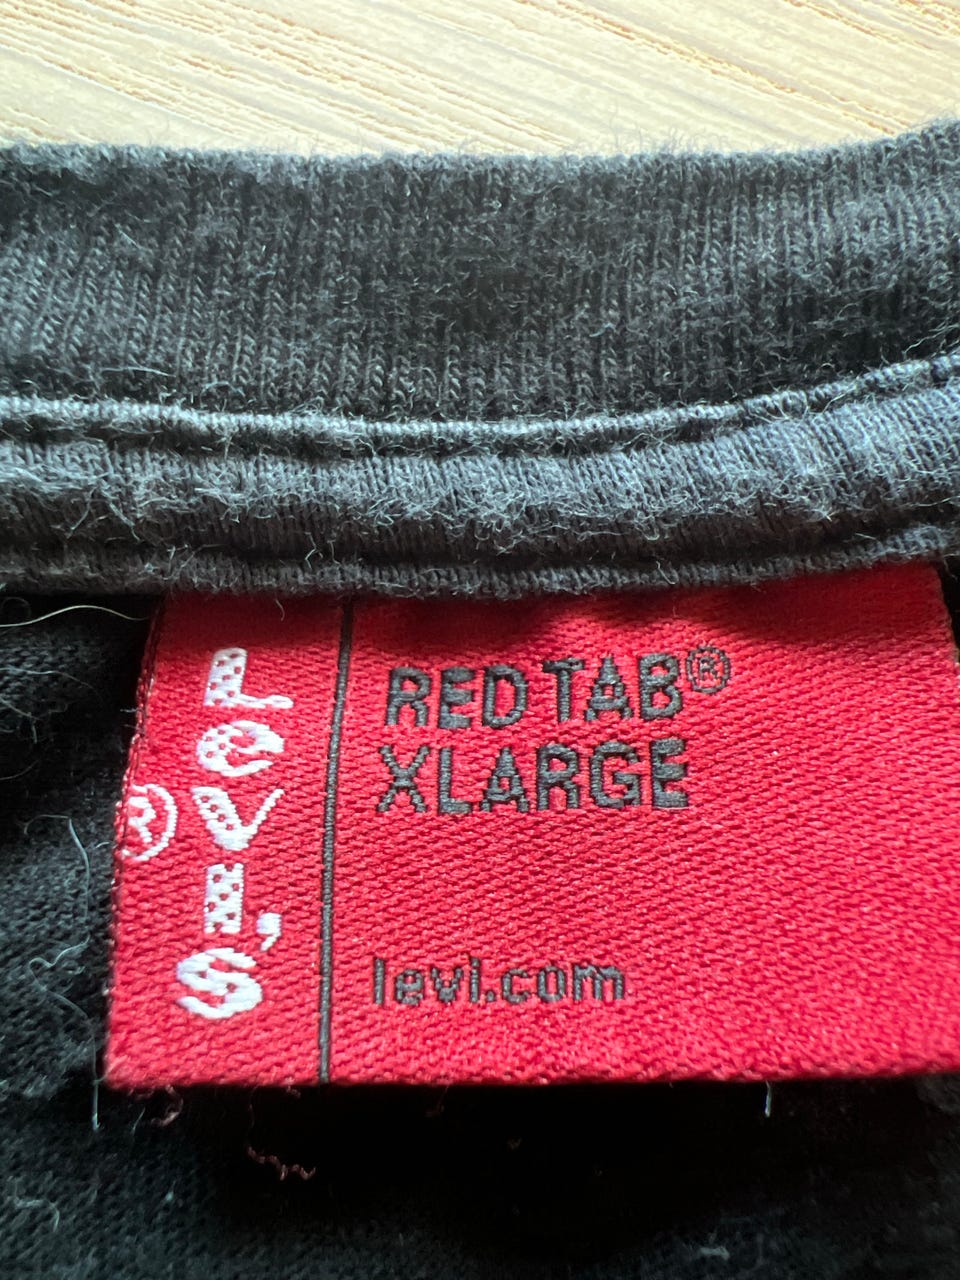 LeVI's
®
RED TAB®
XLARGE
levi.com